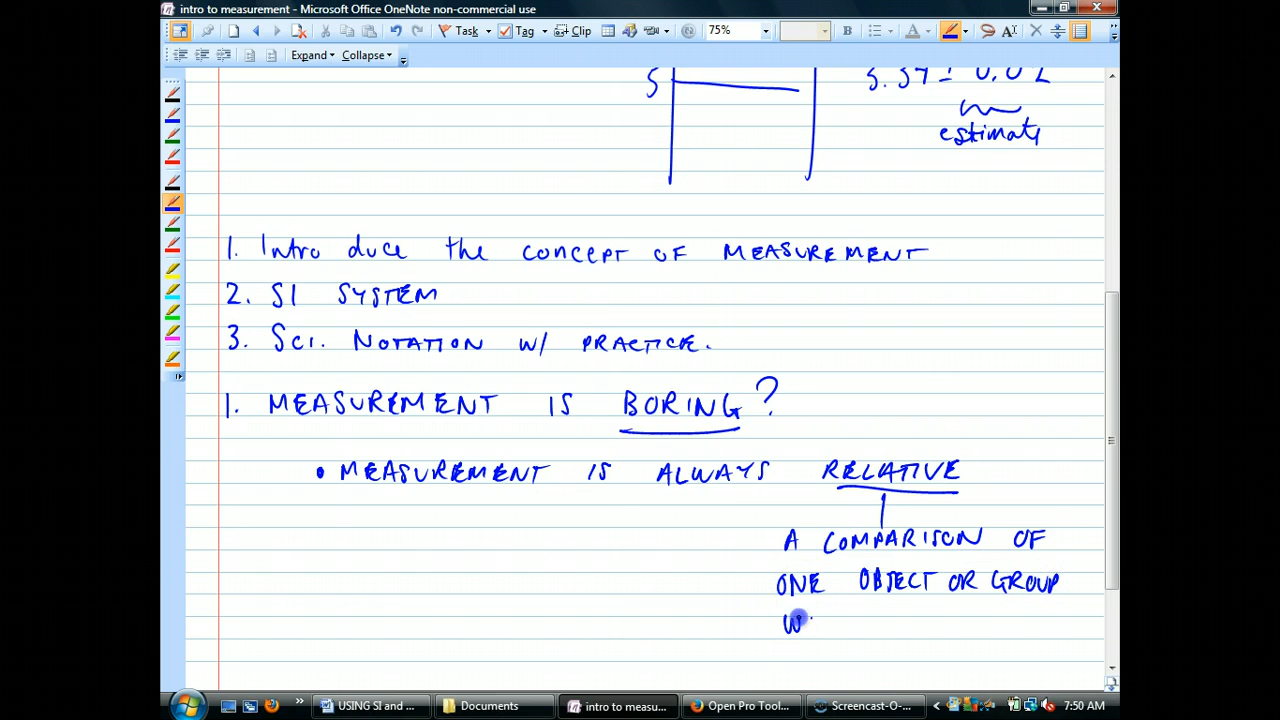 intro to measurement - Microsoft Office OneNote non-commercial use
Task Tag Clip 75% B A
Expand Collapse
5
estimate
1. Introduce the concept of MEASUREMENT
2. SI SYSTEM
3. Sci. NOTATION W/ PRACTICE.
1. MEASUREMENT IS BORING?
• MEASUREMENT IS ALWAYS RELATIVE
A COMPARISON OF
ONE OBJECT OR GROUP
W
USING SI and ... Documents intro to measu... Open Pro Tool... Screencast-O-... 7:50 AM